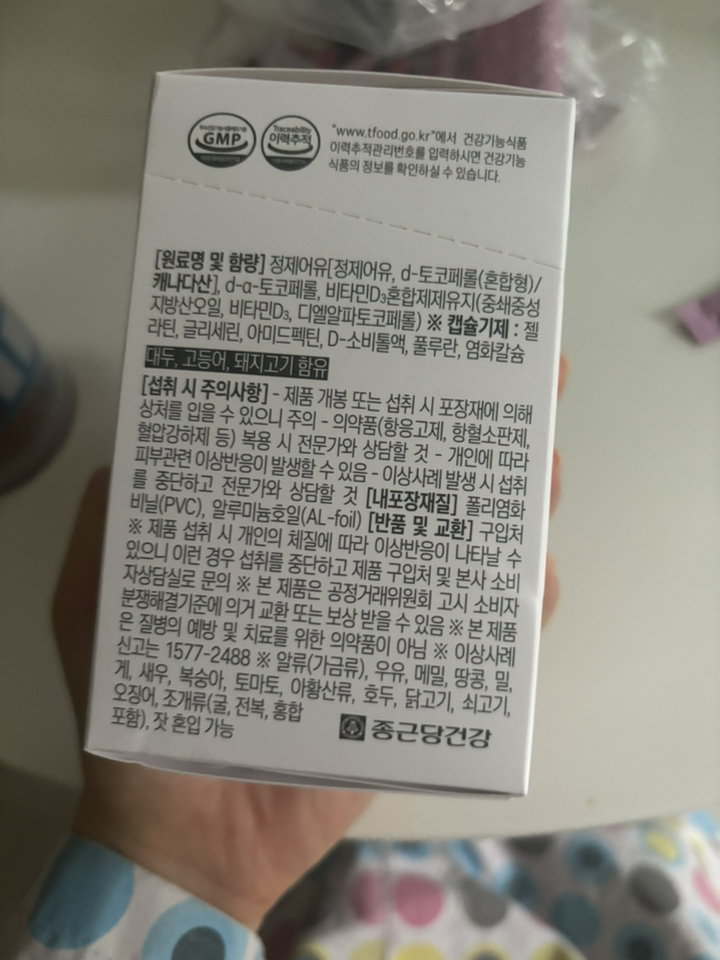 GMP
Traceability
이력추적
"www.tfood.go.kr"에서 건강기능식품
이력추적관리번호를 입력하시면 건강기능
식품의 정보를 확인하실 수 있습니다.
[원료명 및 함량] 정제어유[정제어유, d-토코페롤(혼합형)/
캐나다산], d-α-토코페롤, 비타민D₃혼합제제유지(중쇄중성
지방산오일, 비타민D₃, 디엘알파토코페롤) ※ 캡슐기제 : 젤
라틴, 글리세린, 아미드펙틴, D-소비톨액, 풀루란, 염화칼슘
대두, 고등어, 돼지고기 함유
[섭취 시 주의사항] - 제품 개봉 또는 섭취 시 포장재에 의해
상처를 입을 수 있으니 주의 - 의약품(항응고제, 항혈소판제,
혈압강하제 등) 복용 시 전문가와 상담할 것 - 개인에 따라
피부관련 이상반응이 발생할 수 있음 - 이상사례 발생 시 섭취
를 중단하고 전문가와 상담할 것 [내포장재질] 폴리염화
비닐(PVC), 알루미늄호일(AL-foil) [반품 및 교환] 구입처
※ 제품 섭취 시 개인의 체질에 따라 이상반응이 나타날 수
있으니 이런 경우 섭취를 중단하고 제품 구입처 및 본사 소비
자상담실로 문의 ※ 본 제품은 공정거래위원회 고시 소비자
분쟁해결기준에 의거 교환 또는 보상 받을 수 있음 ※ 본 제품
은 질병의 예방 및 치료를 위한 의약품이 아님 ※ 이상사례
신고는 1577-2488 ※ 알류(가금류), 우유, 메밀, 땅콩, 밀,
게, 새우, 복숭아, 토마토, 아황산류, 호두, 닭고기, 쇠고기,
오징어, 조개류(굴, 전복, 홍합
포함), 잣 혼입 가능
종근당건강